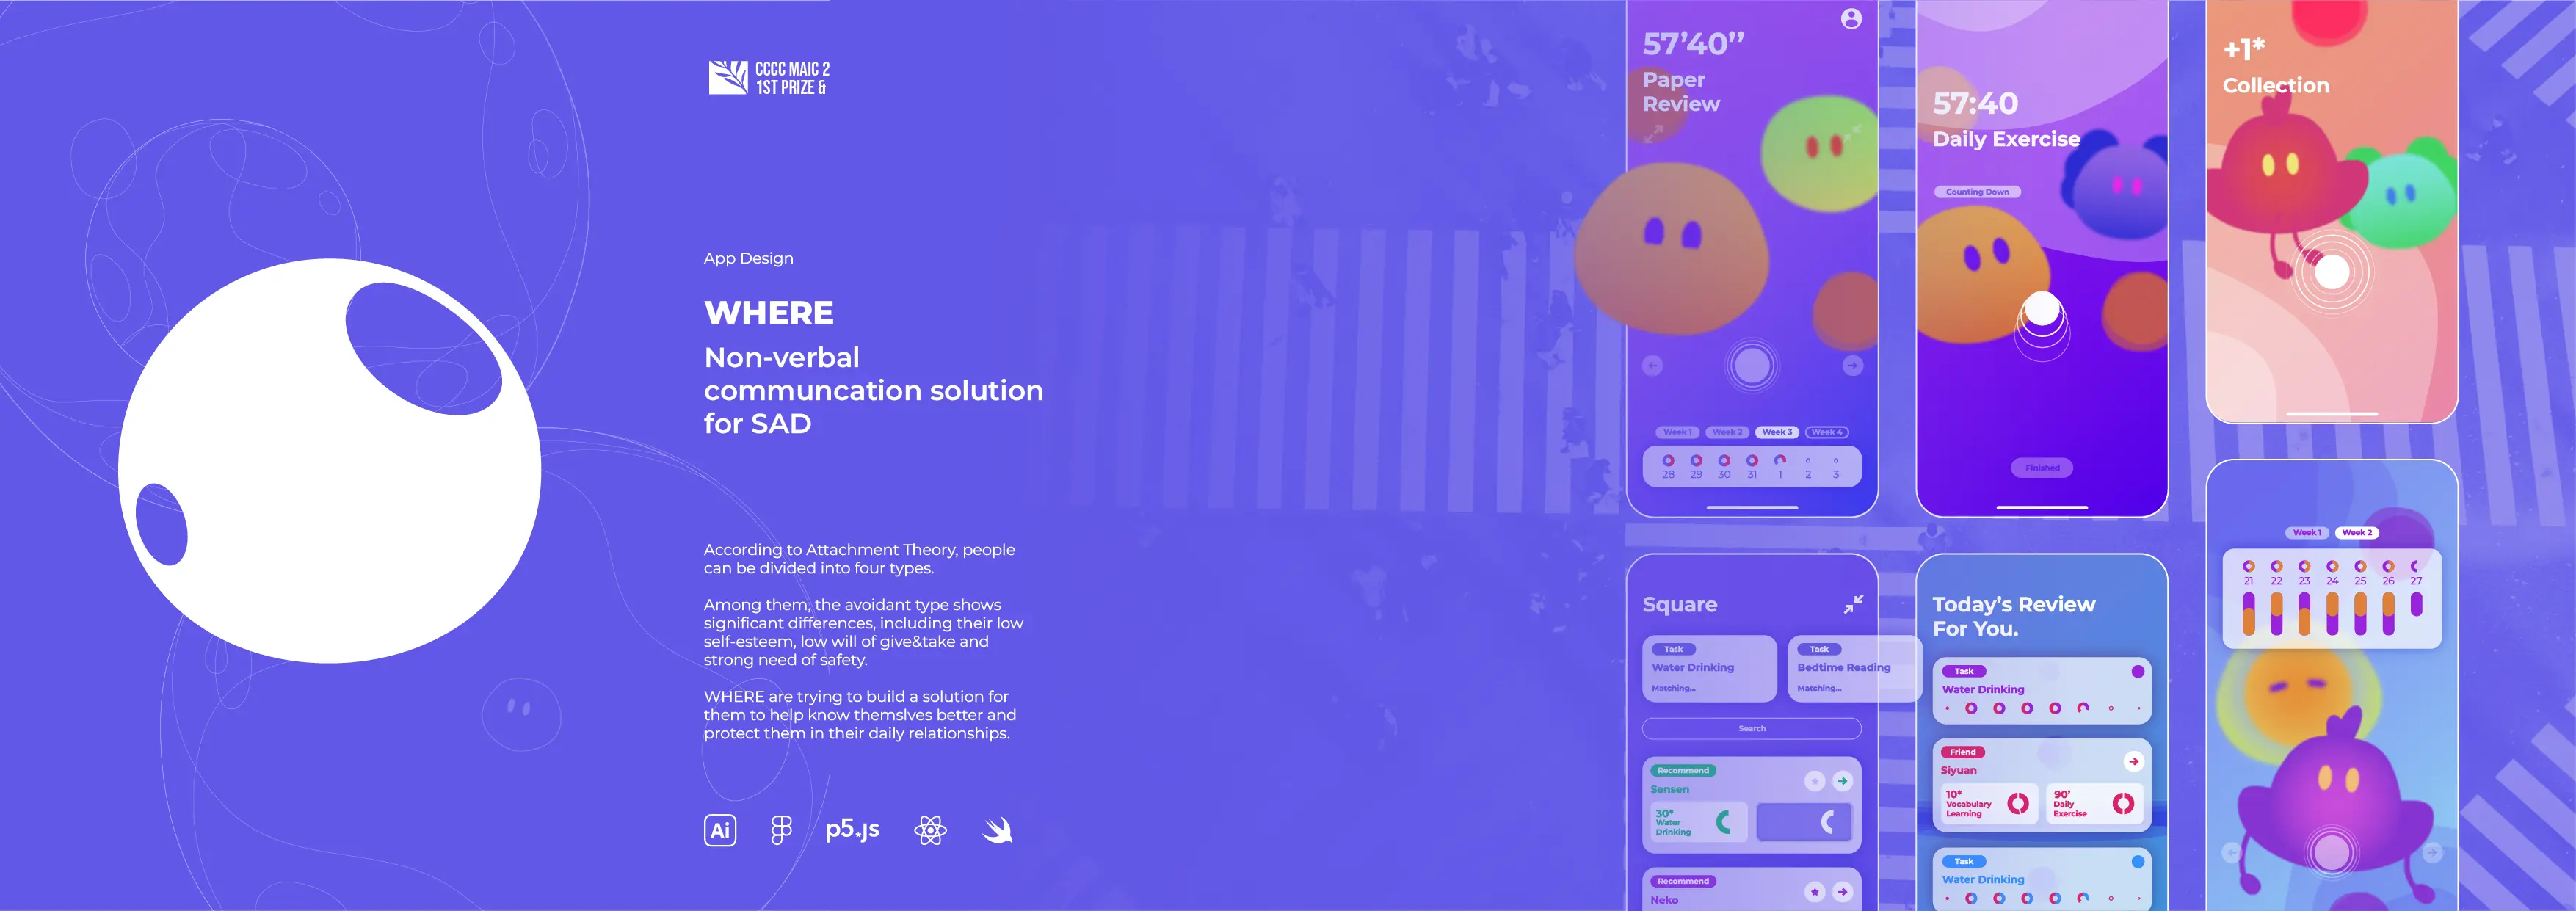 CCCC MAIC 2
1ST PRIZE &
App Design
WHERE
Non-verbal
communcation solution
for SAD
According to Attachment Theory, people
can be divided into four types.
Among them, the avoidant type shows
significant differences, including their low
self-esteem, low will of give&take and
strong need of safety.
WHERE are trying to build a solution for
them to help know themslves better and
protect them in their daily relationships.
Ai
p5*js
57’40”
Paper
Review
Week 1 Week 2 Week 3 Week 4
28 29 30 31 1 2 3
Square
Task
Water Drinking
Matching...
Task
Bedtime Reading
Matching...
Search
Recommend
Sensen
30*
Water
Drinking
Recommend
Neko
57:40
Daily Exercise
Counting Down
Finished
Today’s Review
For You.
Task
Water Drinking
Friend
Siyuan
10*
Vocabulary
Learning
90’
Daily
Exercise
Task
Water Drinking
+1*
Collection
Week 1 Week 2
21 22 23 24 25 26 27